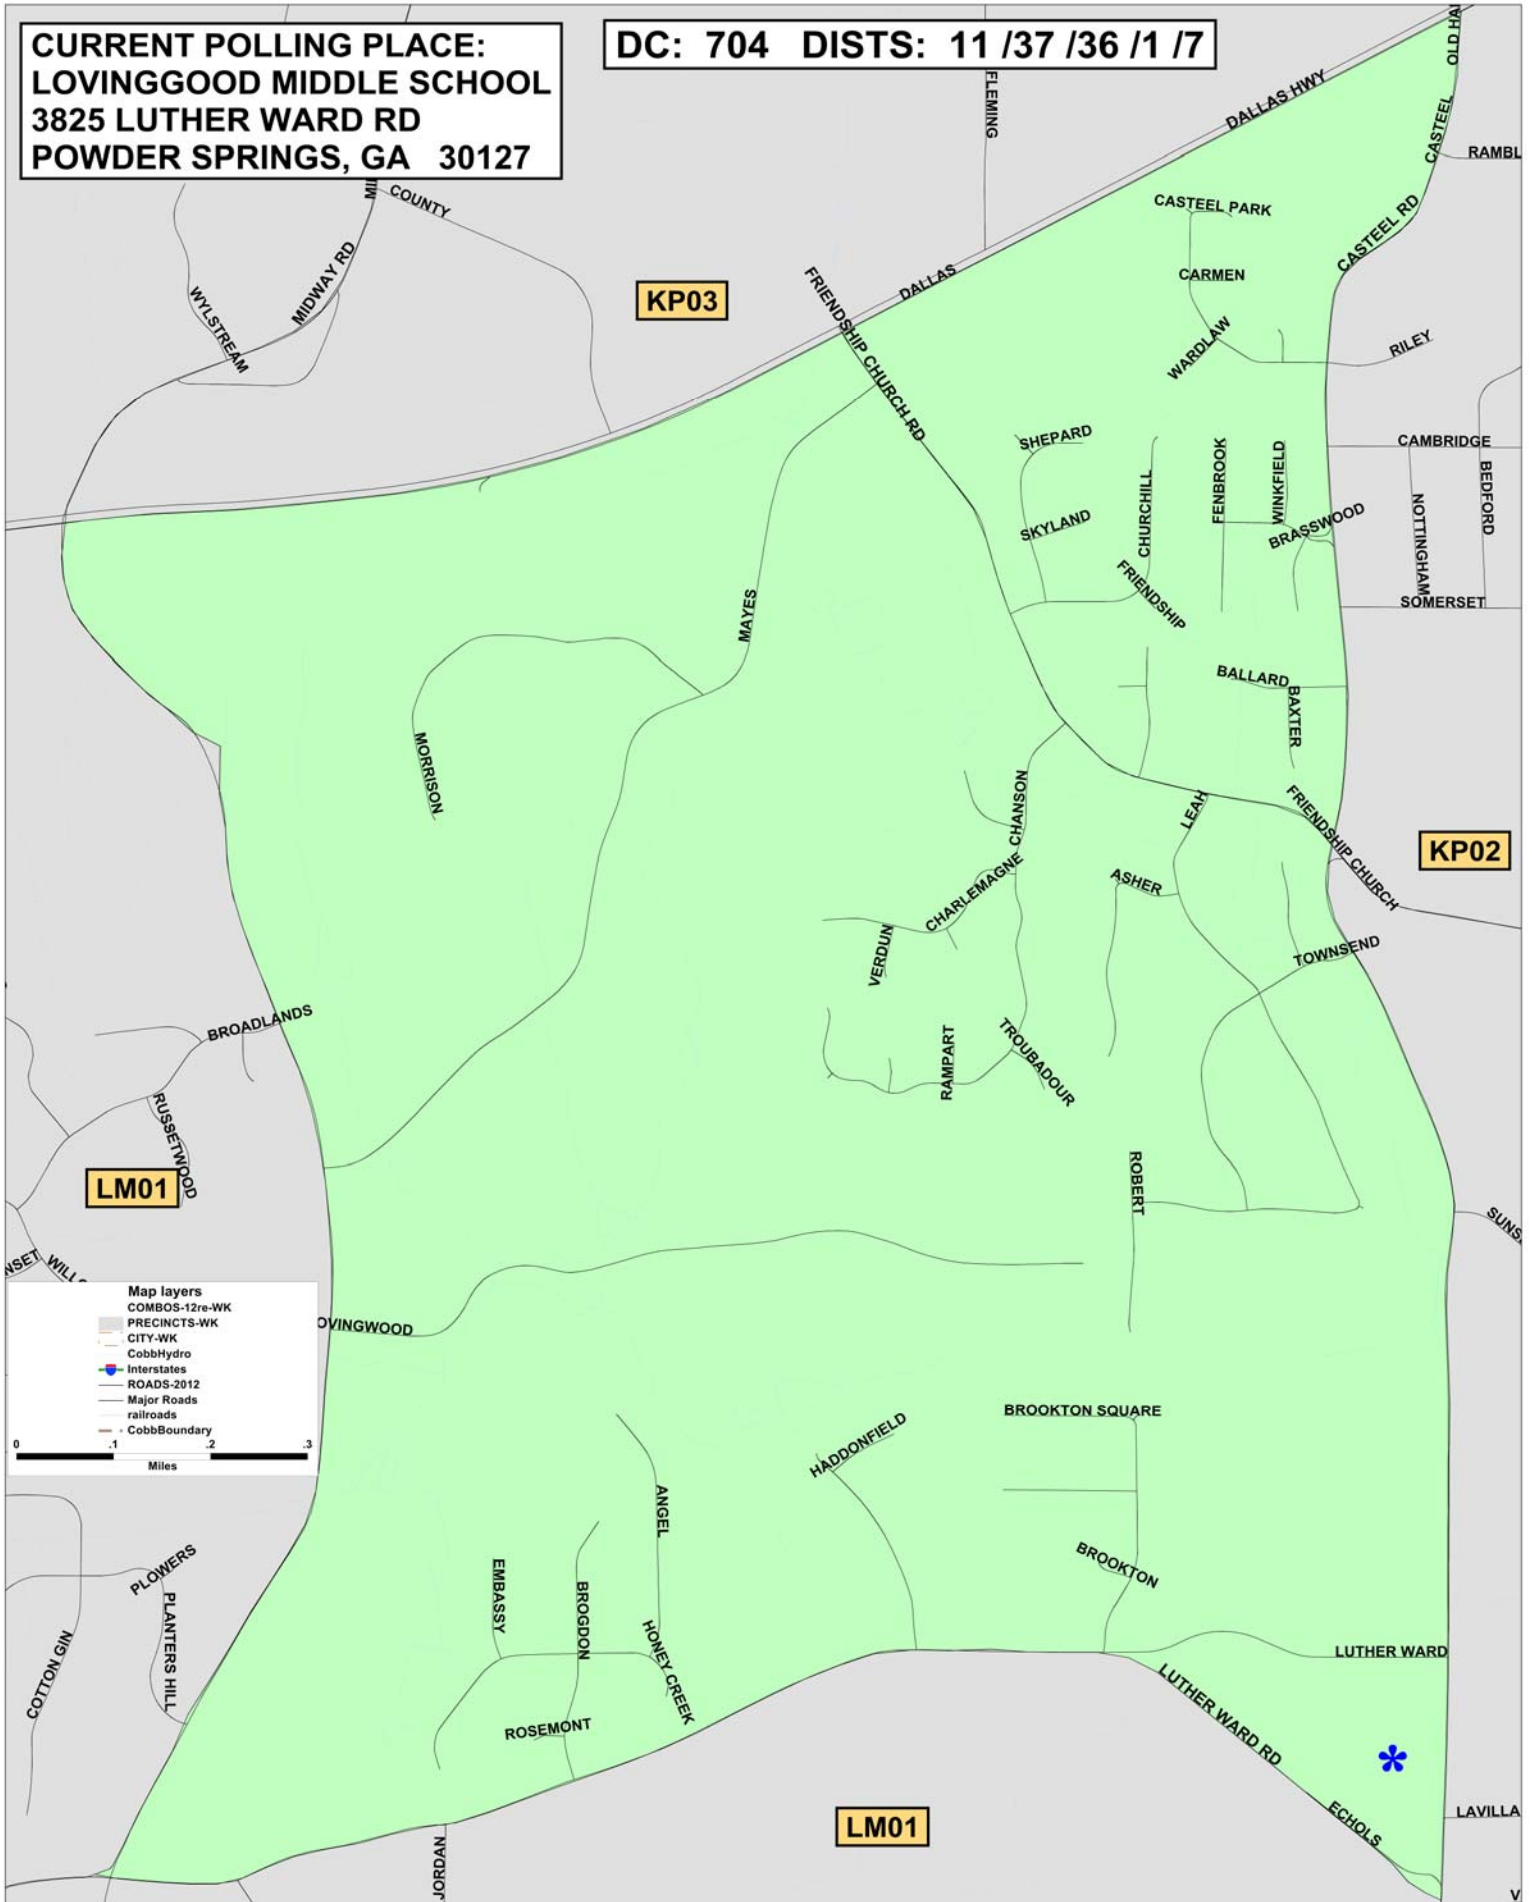 CURRENT POLLING PLACE:
LOVINGGOOD MIDDLE SCHOOL
3825 LUTHER WARD RD
POWDER SPRINGS, GA 30127
DC: 704 DISTS: 11 /37 /36 /1 /7
FLEMING
DALLAS HWY
CASTEEL
RAMBL
COUNTY
MIDWAY RD
WYLSTREAM
KP03
DALLAS
FRIENDSHIP CHURCH RD
CASTEEL PARK
CASTEEL RD
CARMEN
WARDLAW
RILEY
SHEPARD
SKYLAND
CHURCHILL
FENBROOK
WINKFIELD
BRASSWOOD
CAMBRIDGE
BEDFORD
NOTTINGHAM
SOMERSET
FRIENDSHIP
MAYES
MORRISON
BALLARD
BAXTER
CHANSON
LEAH
FRIENDSHIP CHURCH
KP02
CHARLEMAGNE
ASHER
VERDUN
TOWNSEND
BROADLANDS
RAMPART
TROUBADOUR
RUSSETWOOD
LM01
ROBERT
SUNS
NSET
OVINGWOOD
Map layers
COMBOS-12re-WK
PRECINCTS-WK
CITY-WK
CobbHydro
Interstates
ROADS-2012
Major Roads
railroads
CobbBoundary
0 .1 .2 .3
Miles
BROOKTON SQUARE
HADDONFIELD
ANGEL
EMBASSY
BROGDON
HONEY CREEK
BROOKTON
PLOWERS
PLANTERS HILL
COTTON GIN
ROSEMONT
LUTHER WARD
LUTHER WARD RD
*
ECHOLS
LAVILLA
LM01
JORDAN
V